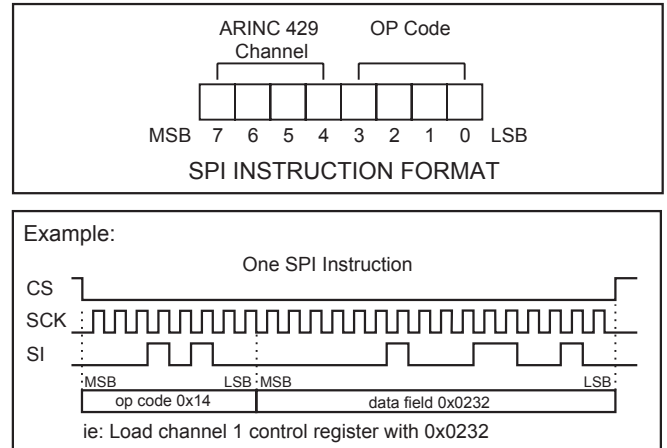 ARINC 429 OP Code
Channel
MSB 7 6 5 4 3 2 1 0 LSB
SPI INSTRUCTION FORMAT
Example:
One SPI Instruction
CS
SCK
SI
MSB LSB MSB LSB
op code 0x14 data field 0x0232
ie: Load channel 1 control register with 0x0232